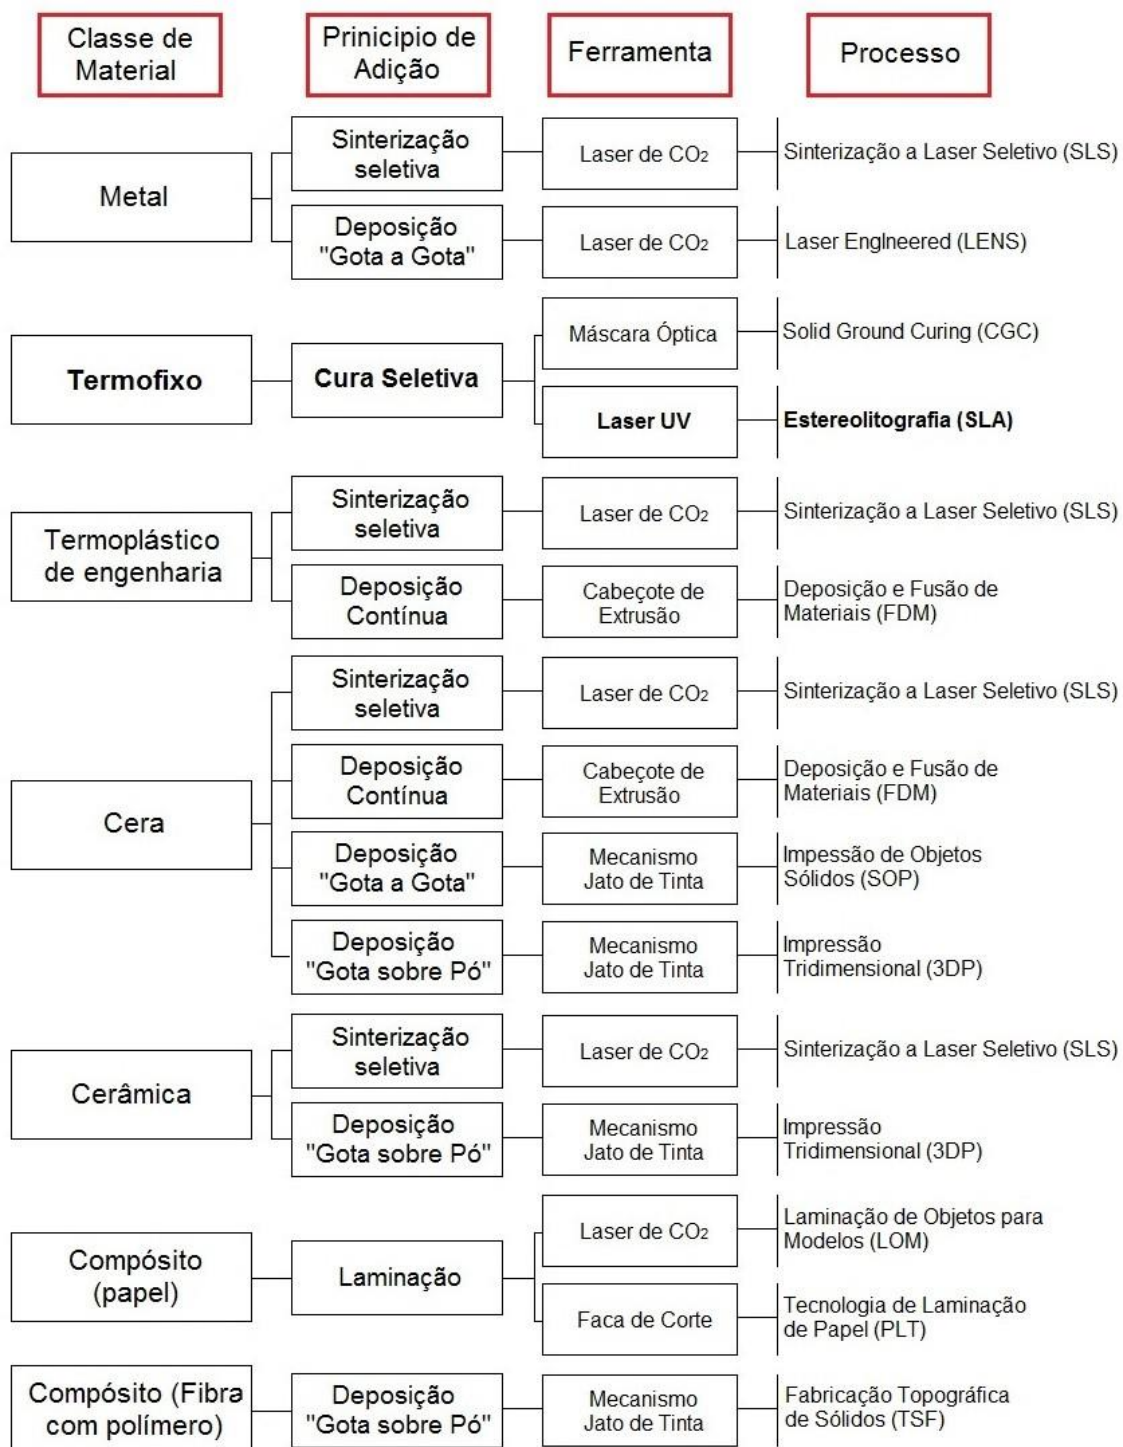 Classe de
Material
Prinicipio de
Adição
Ferramenta
Processo
Metal
Sinterização
seletiva
Laser de CO2
Sinterização a Laser Seletivo (SLS)
Deposição
"Gota a Gota"
Laser de CO2
Laser EngIneered (LENS)
Termofixo
Cura Seletiva
Máscara Óptica
Solid Ground Curing (CGC)
Laser UV
Estereolitografia (SLA)
Termoplástico
de engenharia
Sinterização
seletiva
Laser de CO2
Sinterização a Laser Seletivo (SLS)
Deposição
Contínua
Cabeçote de
Extrusão
Deposição e Fusão de
Materiais (FDM)
Cera
Sinterização
seletiva
Laser de CO2
Sinterização a Laser Seletivo (SLS)
Deposição
Contínua
Cabeçote de
Extrusão
Deposição e Fusão de
Materiais (FDM)
Deposição
"Gota a Gota"
Mecanismo
Jato de Tinta
Impessão de Objetos
Sólidos (SOP)
Deposição
"Gota sobre Pó"
Mecanismo
Jato de Tinta
Impressão
Tridimensional (3DP)
Cerâmica
Sinterização
seletiva
Laser de CO2
Sinterização a Laser Seletivo (SLS)
Deposição
"Gota sobre Pó"
Mecanismo
Jato de Tinta
Impressão
Tridimensional (3DP)
Compósito
(papel)
Laminação
Laser de CO2
Laminação de Objetos para
Modelos (LOM)
Faca de Corte
Tecnologia de Laminação
de Papel (PLT)
Compósito (Fibra
com polímero)
Deposição
"Gota sobre Pó"
Mecanismo
Jato de Tinta
Fabricação Topográfica
de Sólidos (TSF)